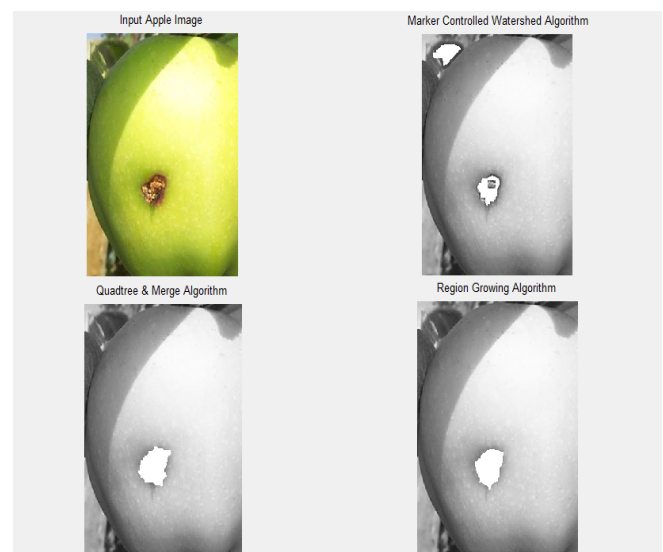 Input Apple Image
Marker Controlled Watershed Algorithm
Quadtree & Merge Algorithm
Region Growing Algorithm